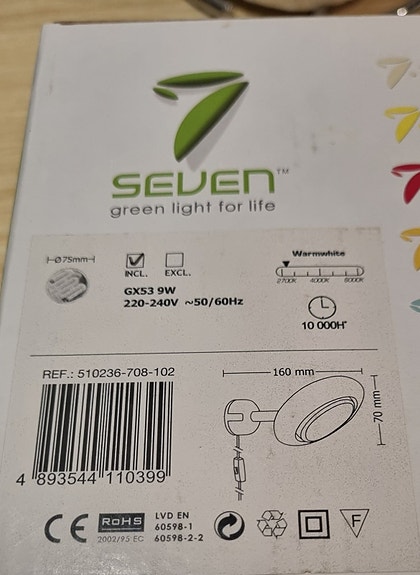 SEVEN™
green light for life
Ø75mm
INCL.
EXCL.
GX53 9W
220-240V ~50/60Hz
Warmwhite
2700K 4000K 6000K
10 000H*
REF.: 510236-708-102
160 mm
70 mm
4 893544 110399
CE
RoHS
2002/95 EC
LVD EN
60598-1
60598-2-2
F